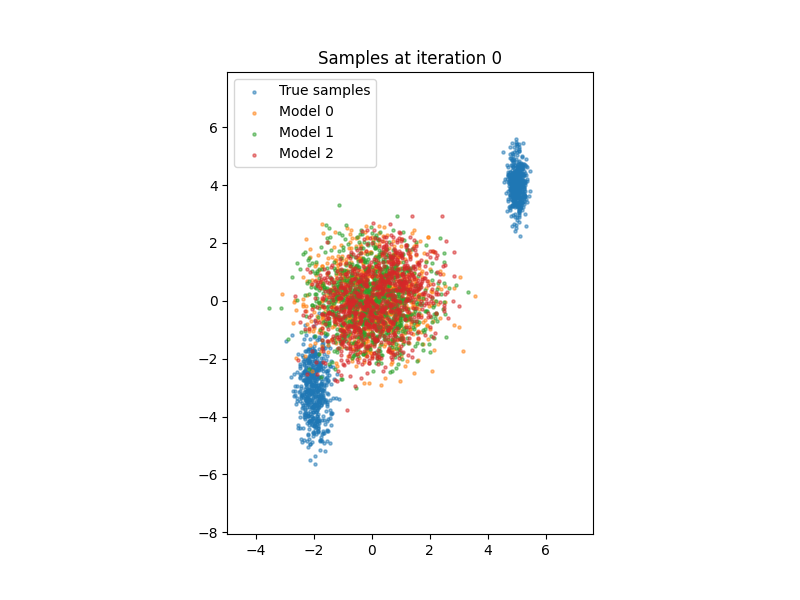 Samples at iteration 0
True samples
Model 0
Model 1
Model 2
6
4
2
0
−2
−4
−6
−8
−4 −2 0 2 4 6